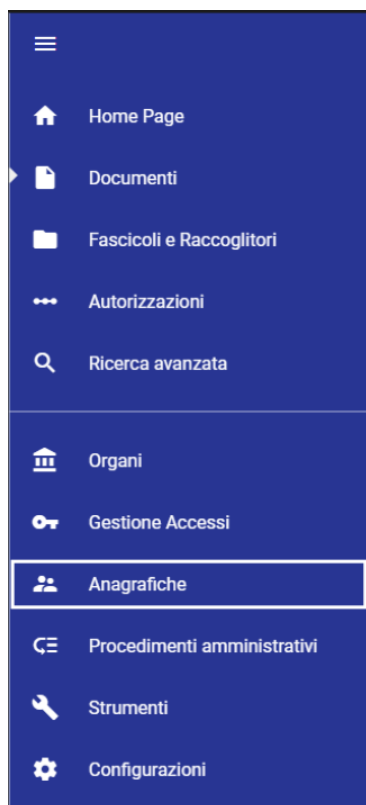 Home Page
Documenti
Fascicoli e Raccoglitori
Autorizzazioni
Ricerca avanzata
Organi
Gestione Accessi
Anagrafiche
Procedimenti amministrativi
Strumenti
Configurazioni